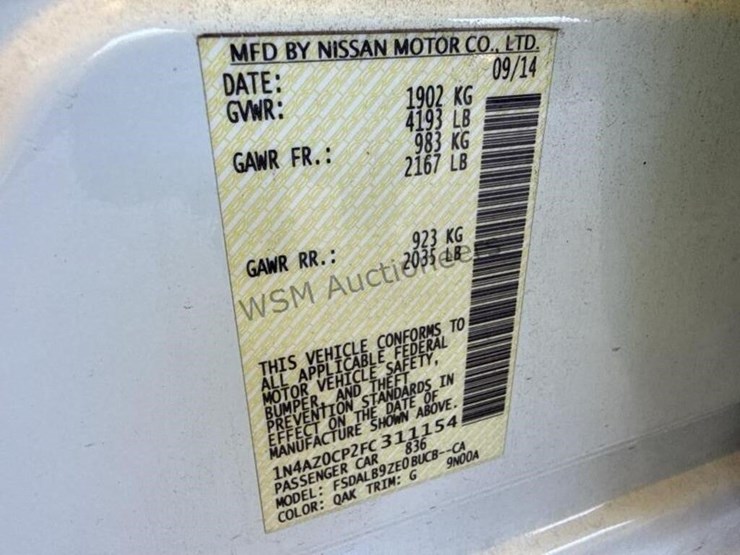 MFD BY NISSAN MOTOR CO., LTD.
DATE: 09/14
GVWR: 1902 KG
4193 LB
GAWR FR.: 983 KG
2167 LB
GAWR RR.: 923 KG
2035 LB
WSM Auctioneers
THIS VEHICLE CONFORMS TO
ALL APPLICABLE FEDERAL
MOTOR VEHICLE SAFETY,
BUMPER, AND THEFT
PREVENTION STANDARDS IN
EFFECT ON THE DATE OF
MANUFACTURE SHOWN ABOVE.
1N4AZ0CP2FC311154
PASSENGER CAR 836
MODEL: FSDALB9ZE0BUCB--CA
COLOR: QAK TRIM: G 9N00A